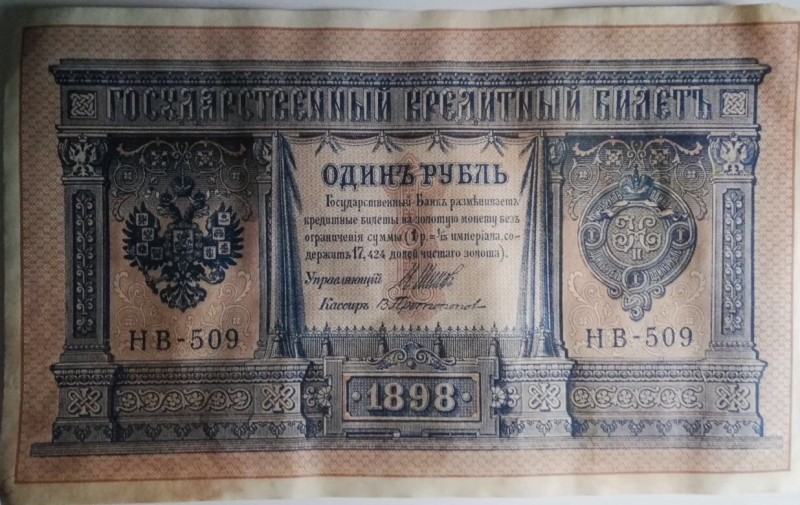 ГОСУДАРСТВЕННЫЙ КРЕДИТНЫЙ БИЛЕТЪ
ОДИНЪ РУБЛЬ
Государственный Банкъ размѣниваетъ
кредитные билеты на золотую монету безъ
ограниченія суммы (1 р. = 1/15 имперіала, со-
держитъ 17,424 долей чистаго золота).
Управляющій
Кассиръ В. Протопопов
НВ-509
НВ-509
1898